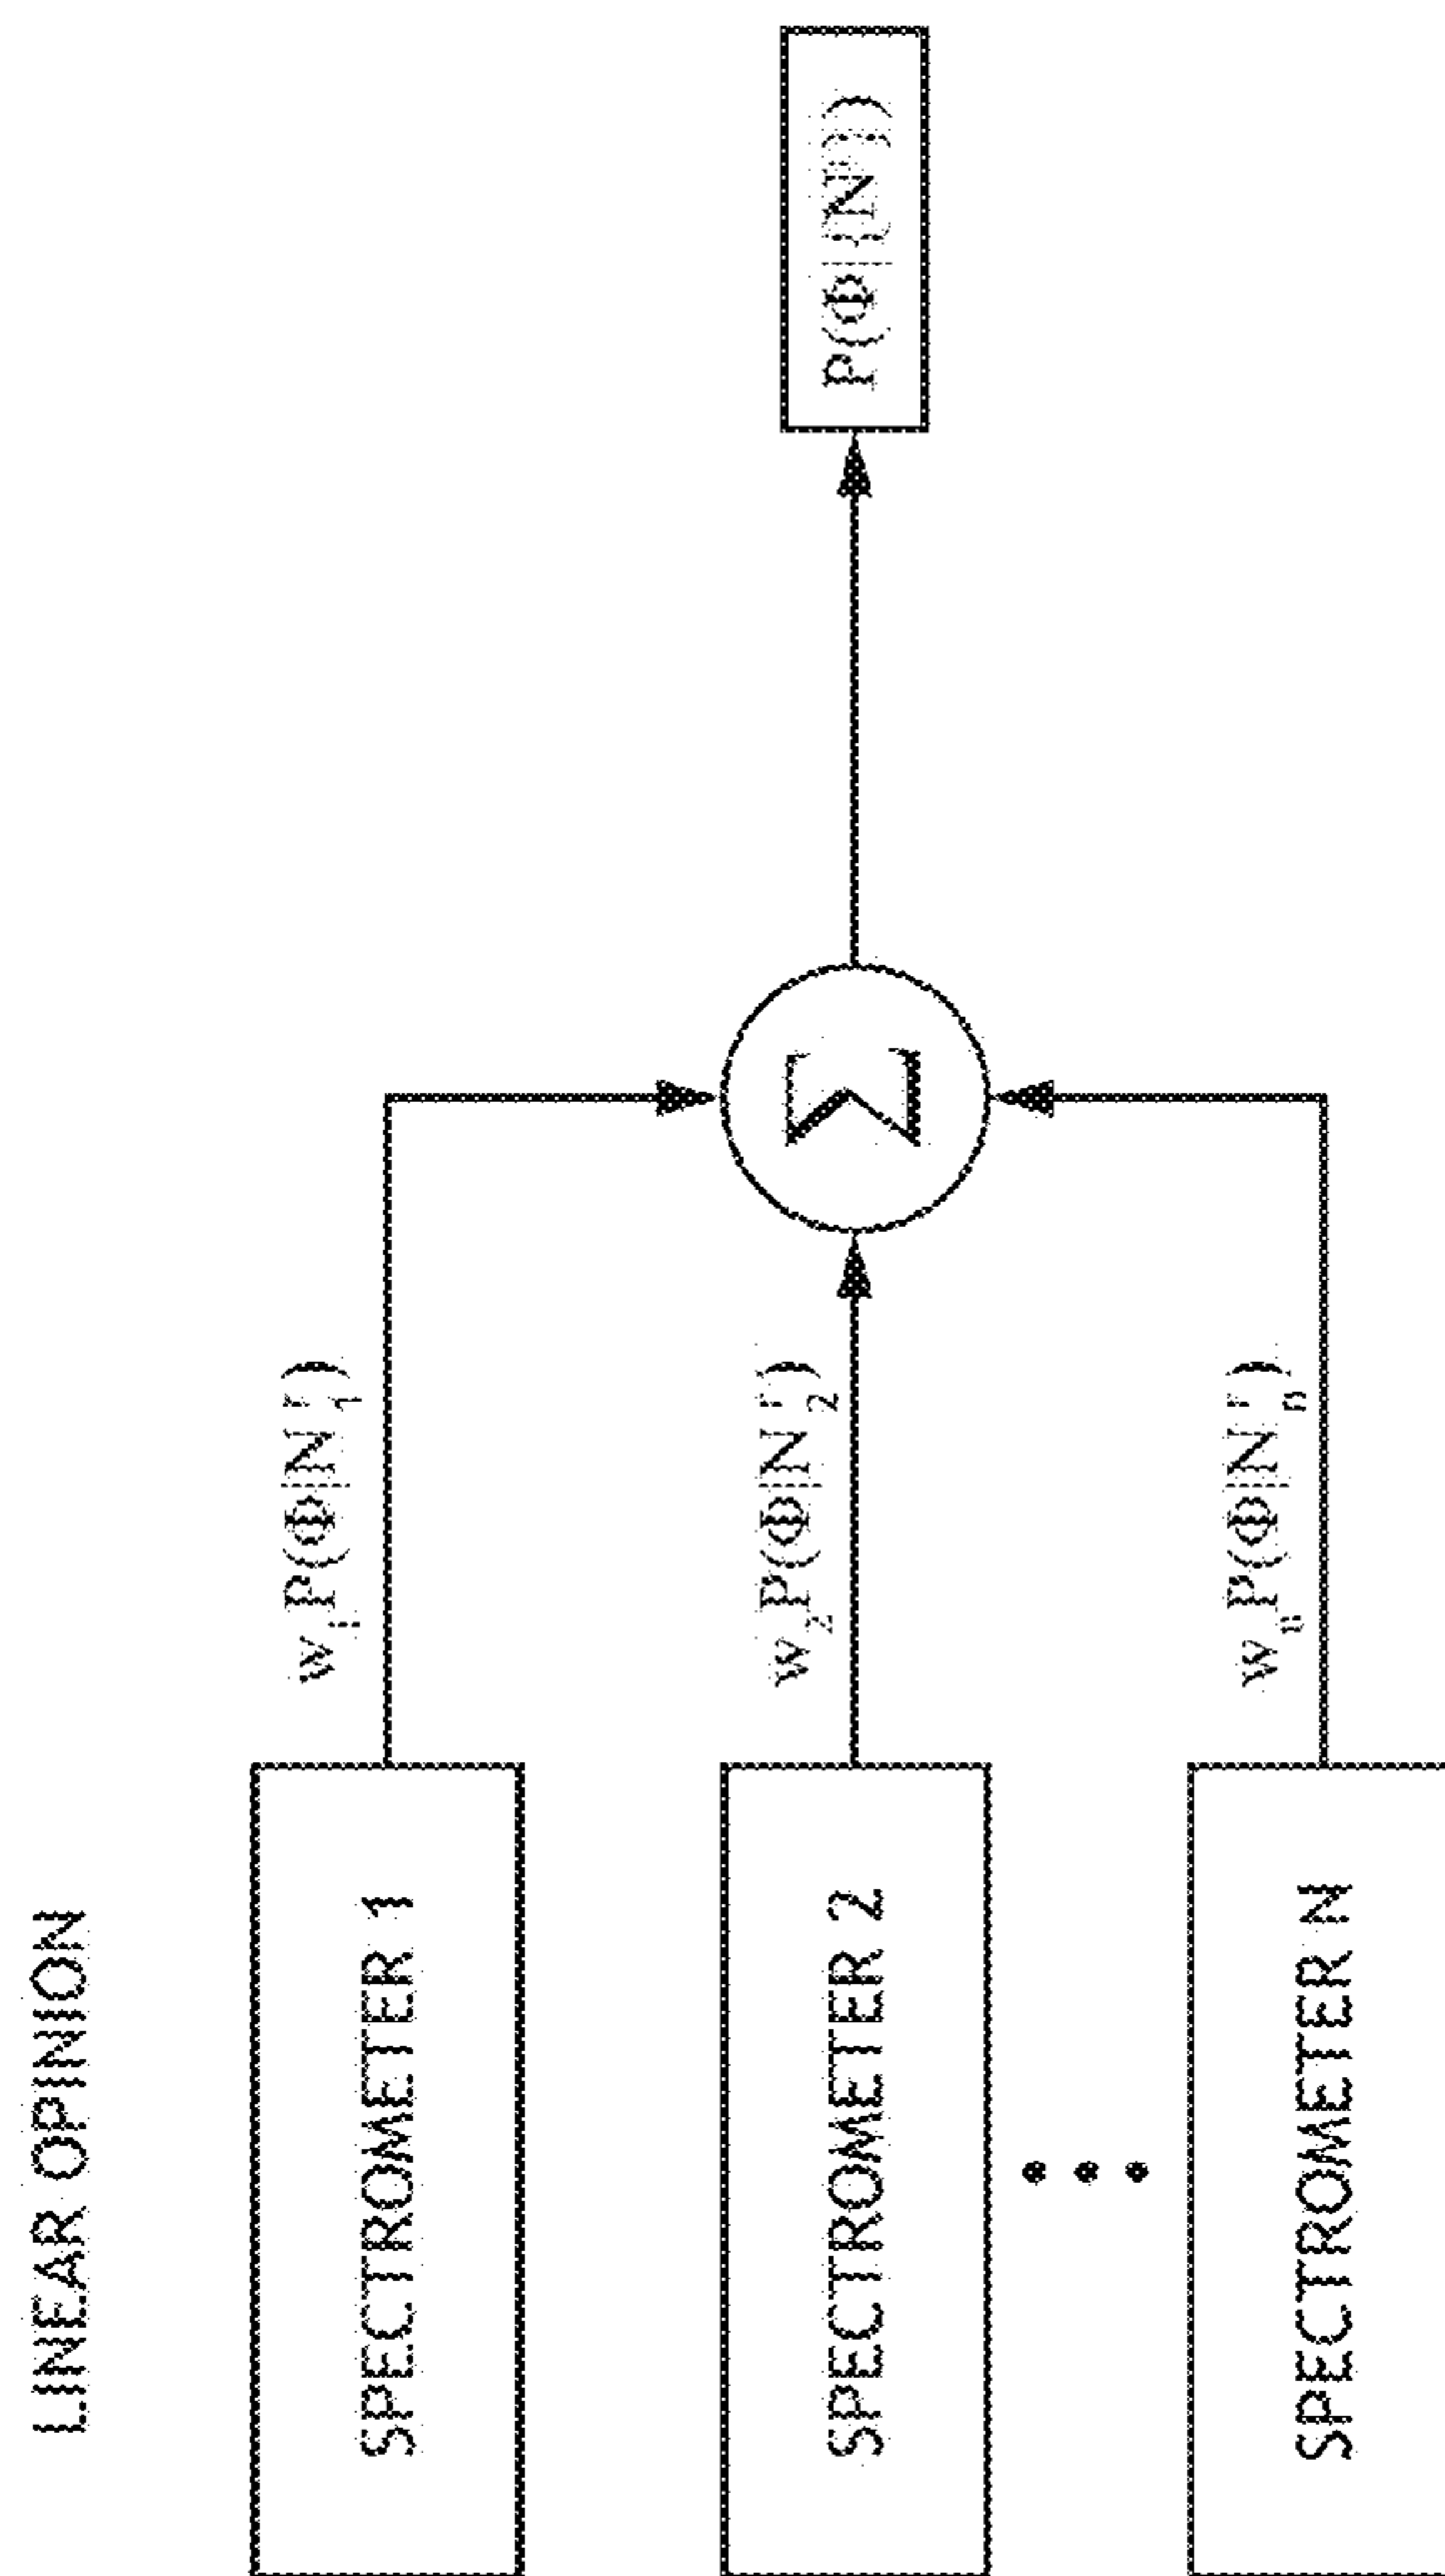 LINEAR OPINION
SPECTROMETER 1
w₁P(Φ|N'₁)
SPECTROMETER 2
w₂P(Φ|N'₂)
SPECTROMETER N
wₙP(Φ|N'ₙ)
Σ
P(Φ|{N'})